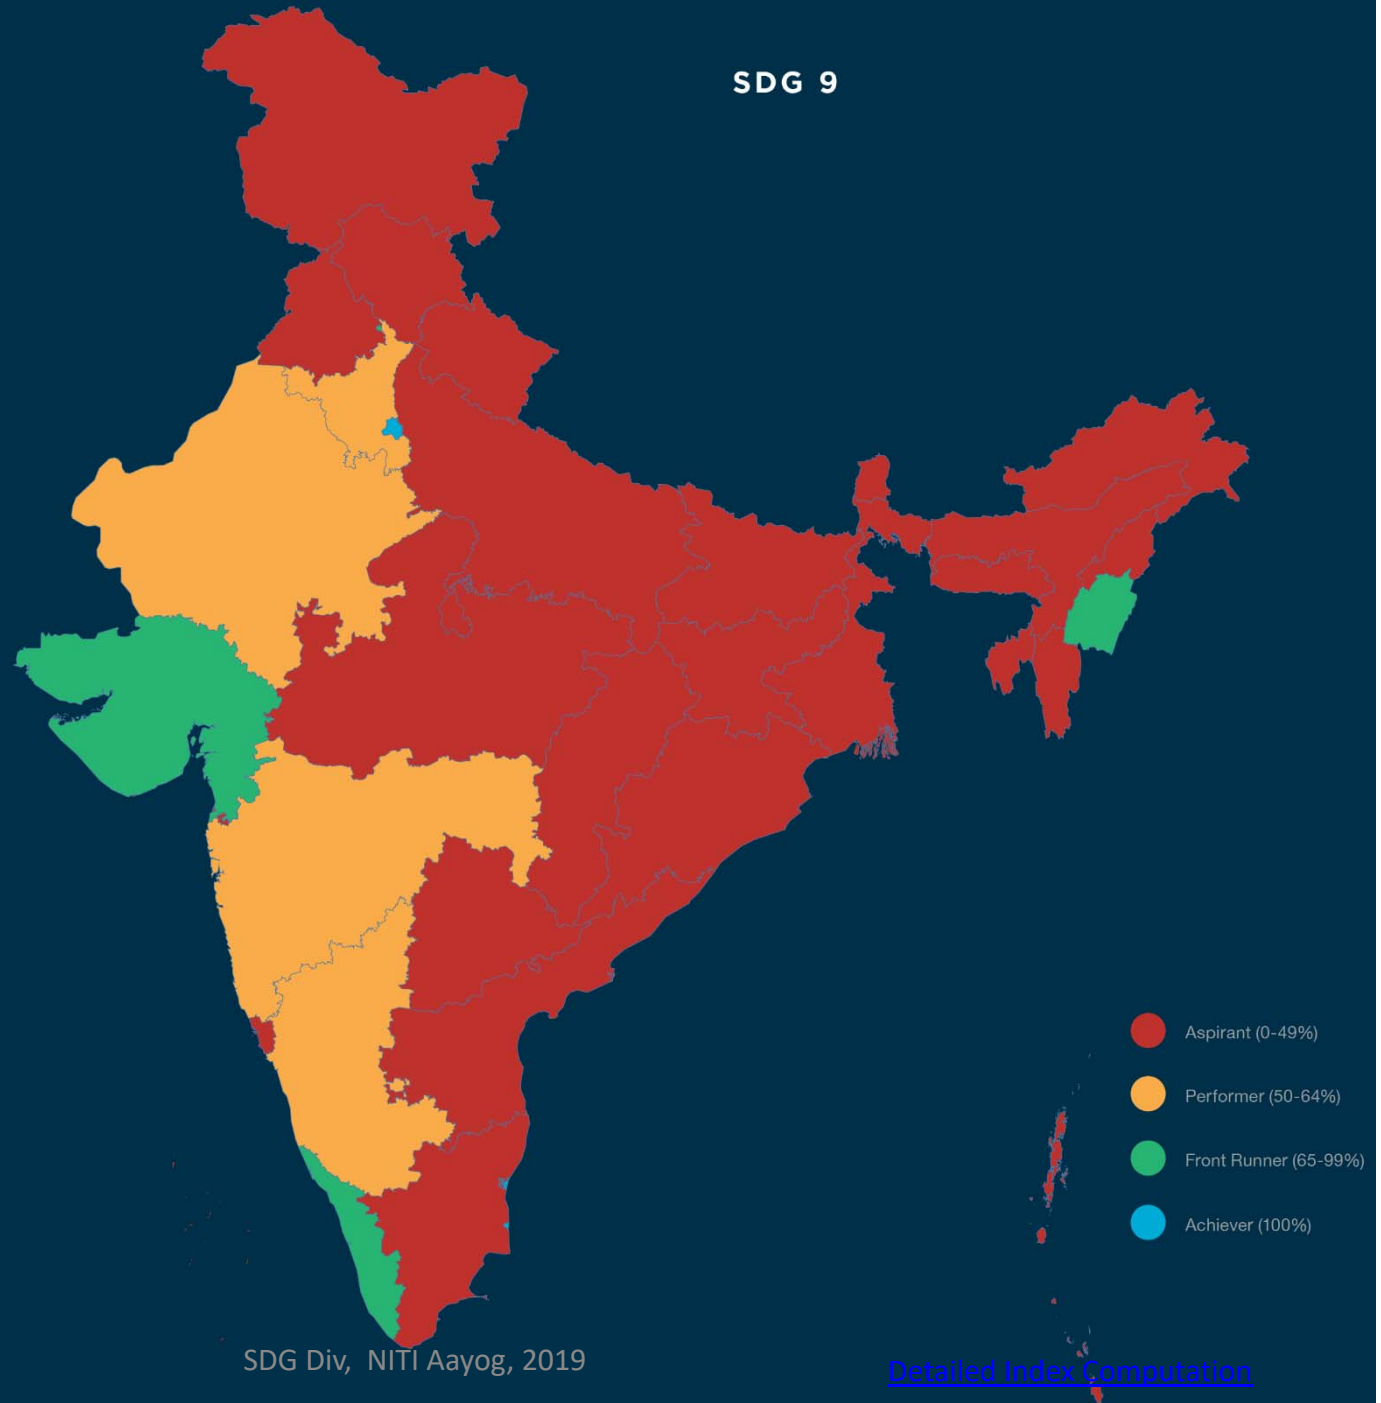 SDG 9
Aspirant (0-49%)
Performer (50-64%)
Front Runner (65-99%)
Achiever (100%)
SDG Div, NITI Aayog, 2019
Detailed Index Computation